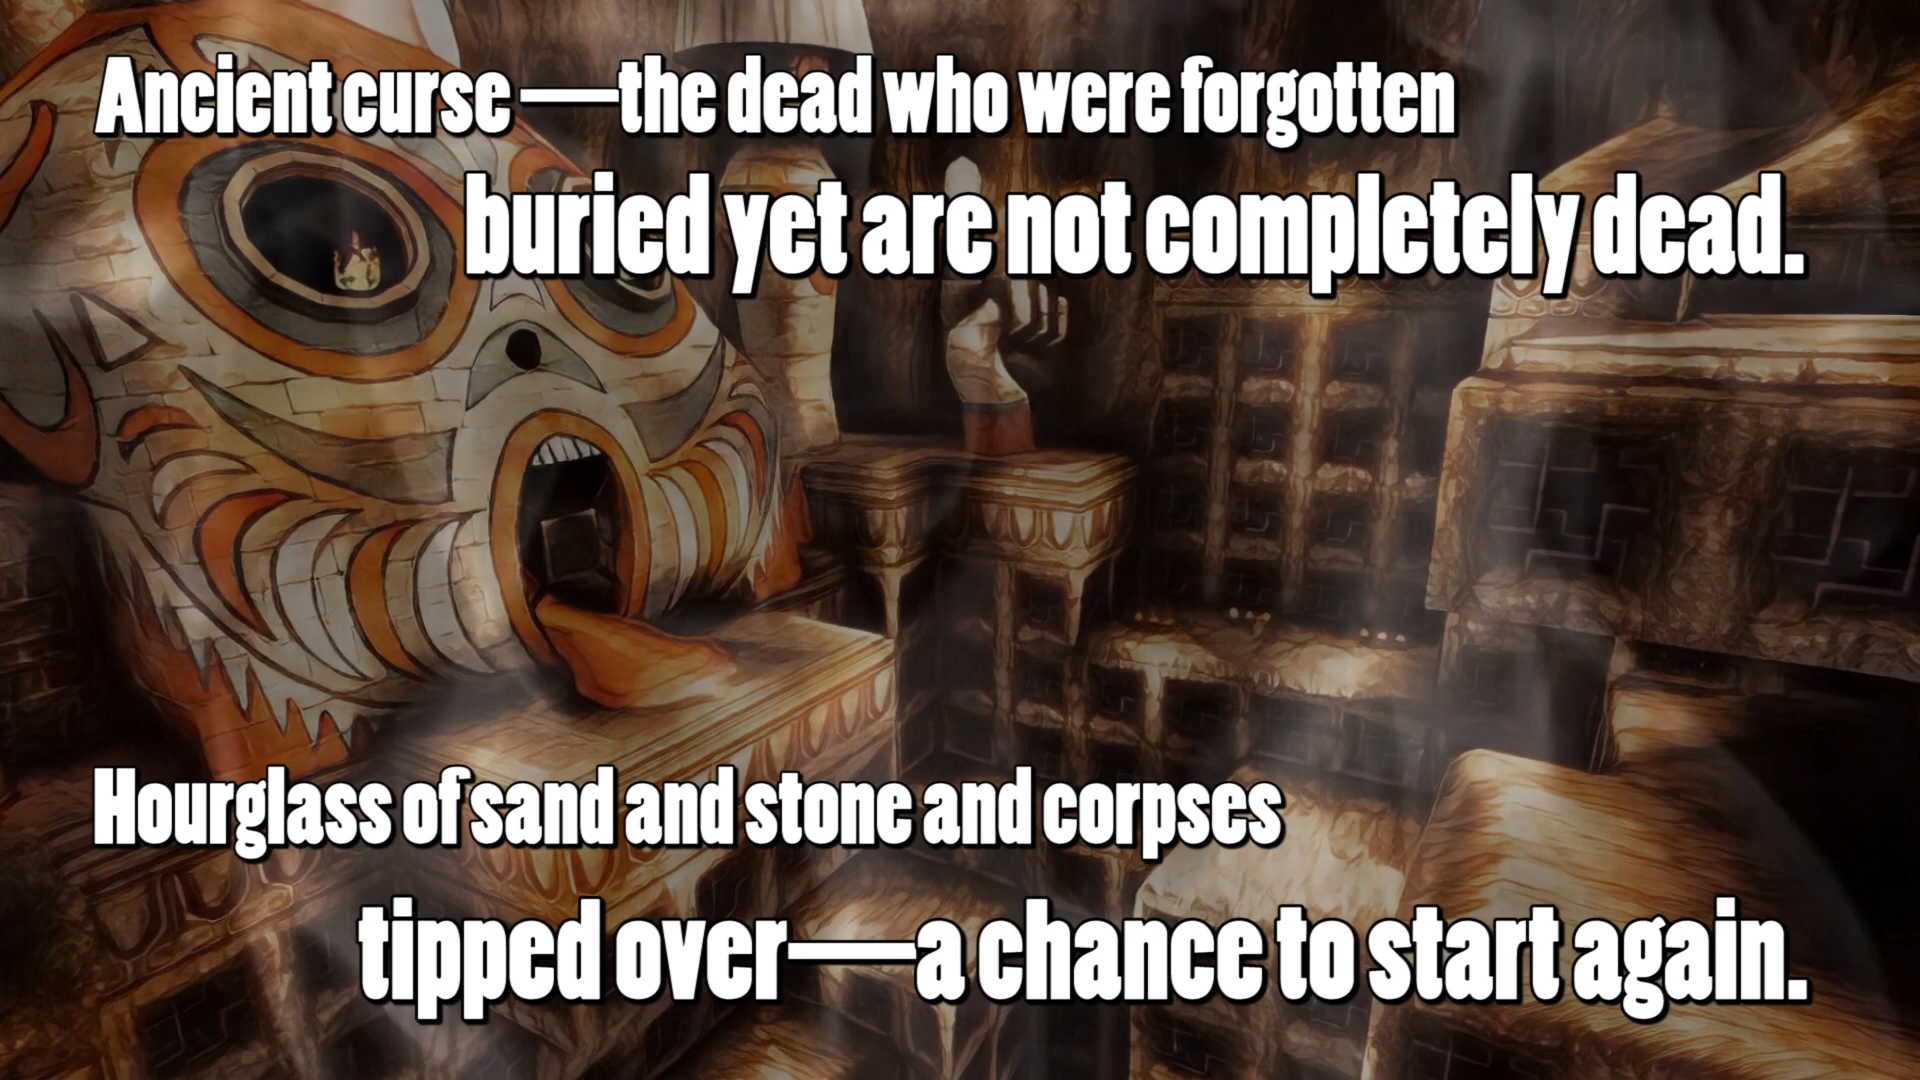 Ancient curse —the dead who were forgotten
buried yet are not completely dead.
Hourglass of sand and stone and corpses
tipped over—a chance to start again.